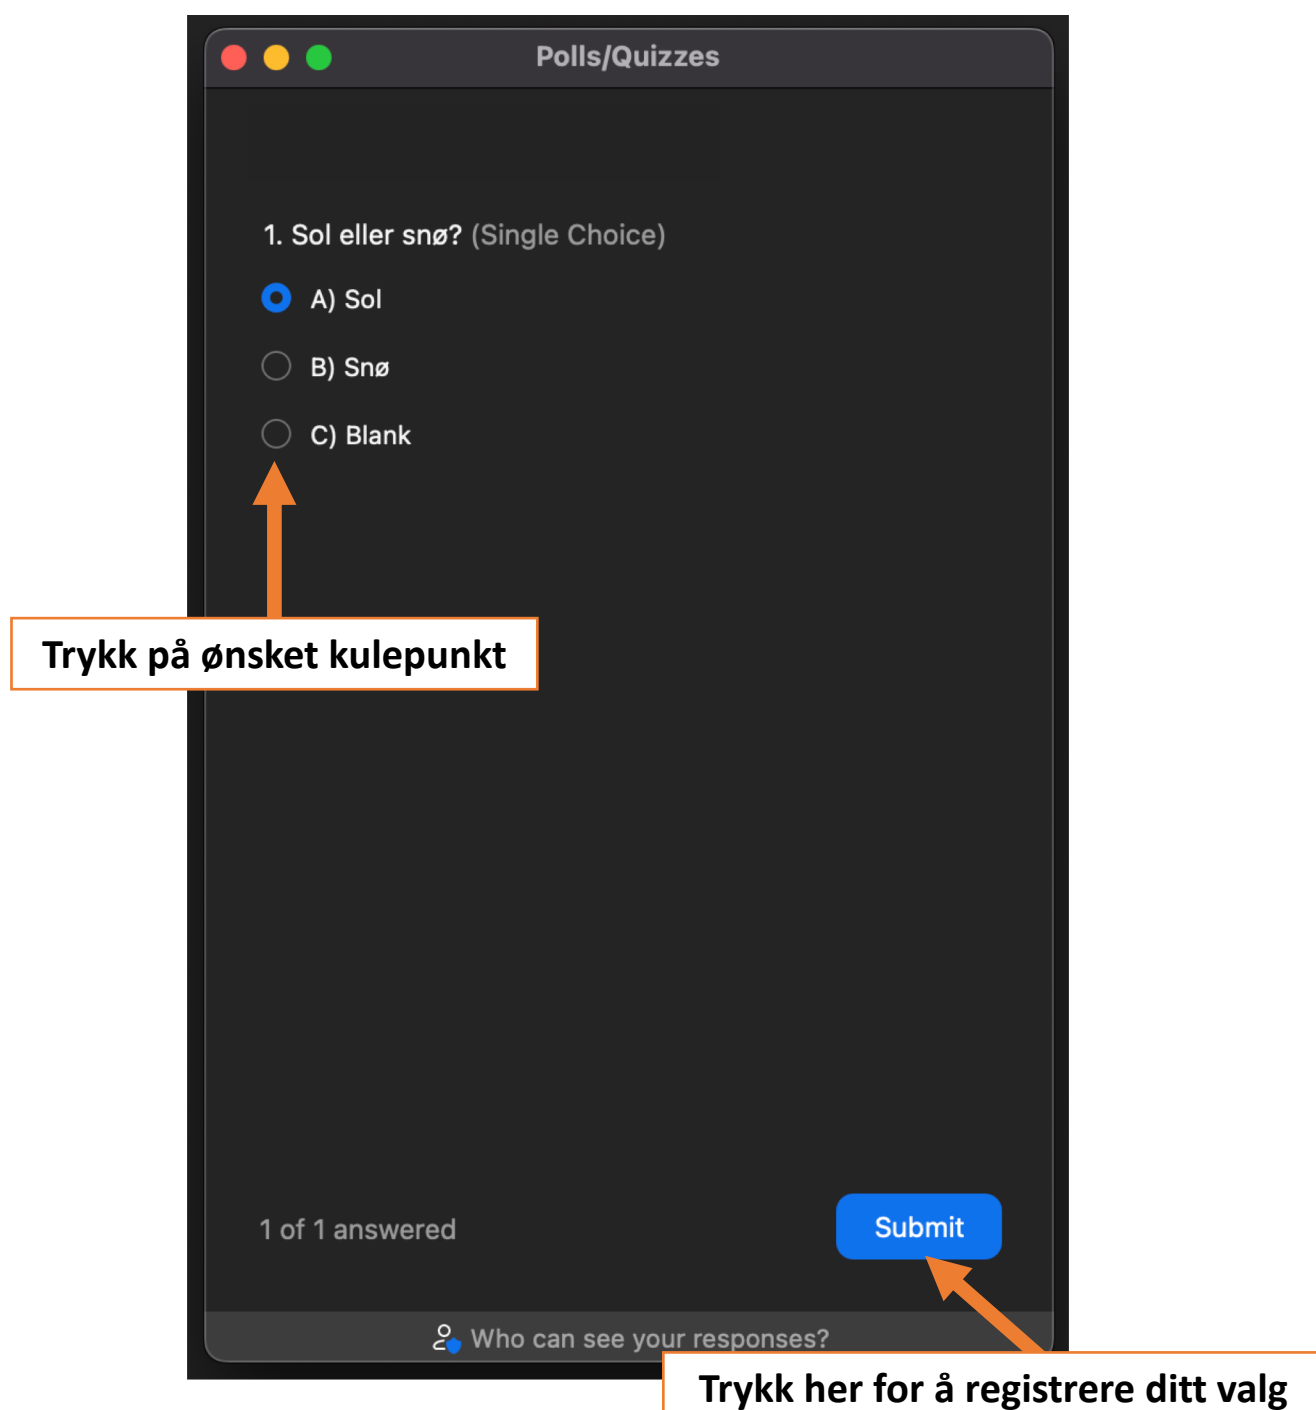 Polls/Quizzes
1. Sol eller snø? (Single Choice)
A) Sol
B) Snø
C) Blank
Trykk på ønsket kulepunkt
1 of 1 answered
Submit
Who can see your responses?
Trykk her for å registrere ditt valg